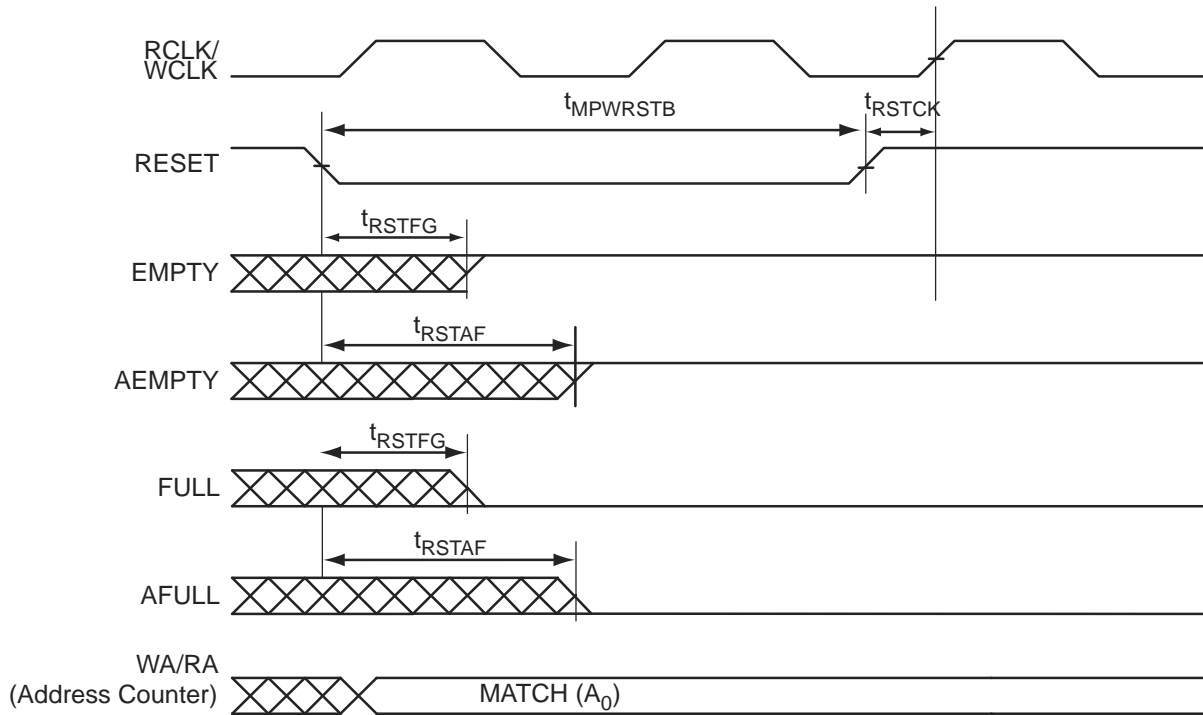 RCLK/
WCLK
tMPWRSTB
tRSTCK
RESET
tRSTFG
EMPTY
tRSTAF
AEMPTY
tRSTFG
FULL
tRSTAF
AFULL
WA/RA
(Address Counter)
MATCH (A0)